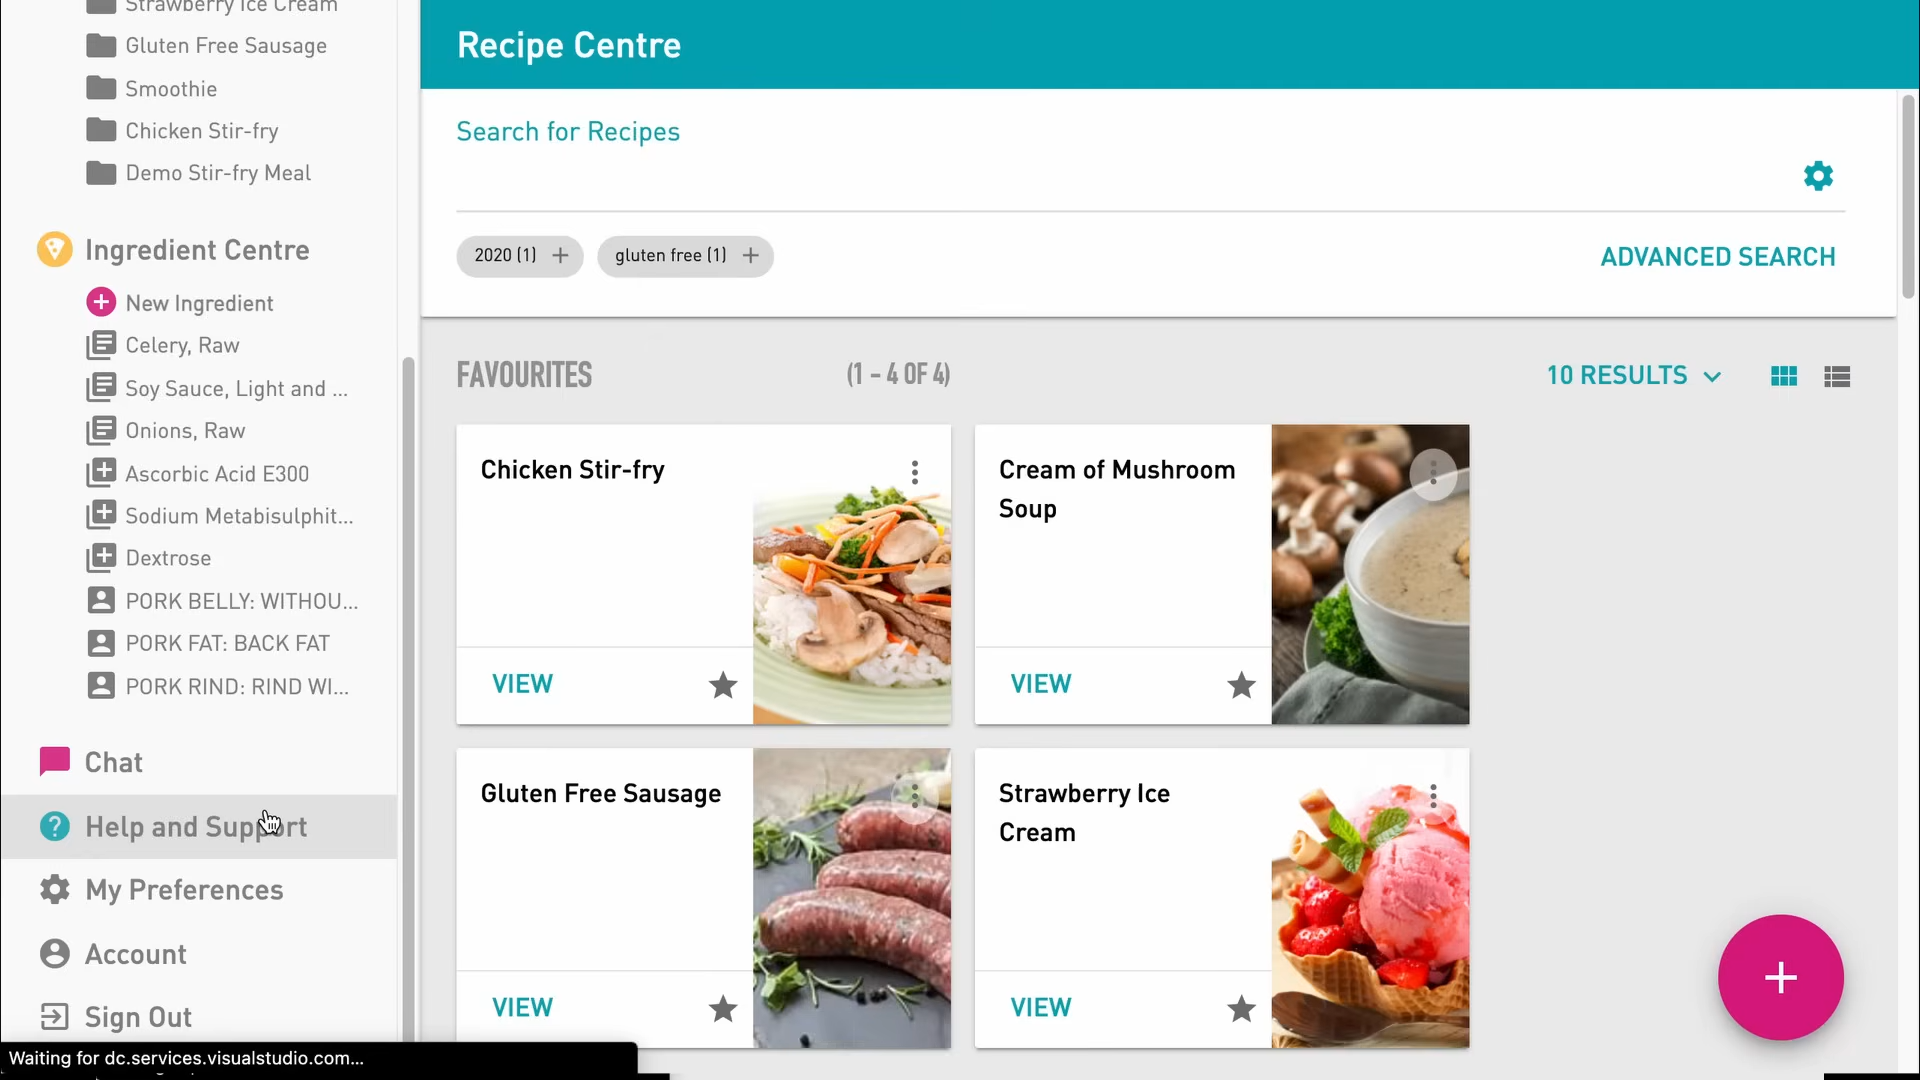 Strawberry Ice Cream
Gluten Free Sausage
Smoothie
Chicken Stir-fry
Demo Stir-fry Meal
Ingredient Centre
New Ingredient
Celery, Raw
Soy Sauce, Light and ...
Onions, Raw
Ascorbic Acid E300
Sodium Metabisulphit...
Dextrose
PORK BELLY: WITHOU...
PORK FAT: BACK FAT
PORK RIND: RIND WI...
Chat
Help and Support
My Preferences
Account
Sign Out
Waiting for dc.services.visualstudio.com...
Recipe Centre
Search for Recipes
2020 (1) +
gluten free (1) +
ADVANCED SEARCH
FAVOURITES
(1 – 4 OF 4)
10 RESULTS
Chicken Stir-fry
VIEW
Cream of Mushroom
Soup
VIEW
Gluten Free Sausage
VIEW
Strawberry Ice
Cream
VIEW